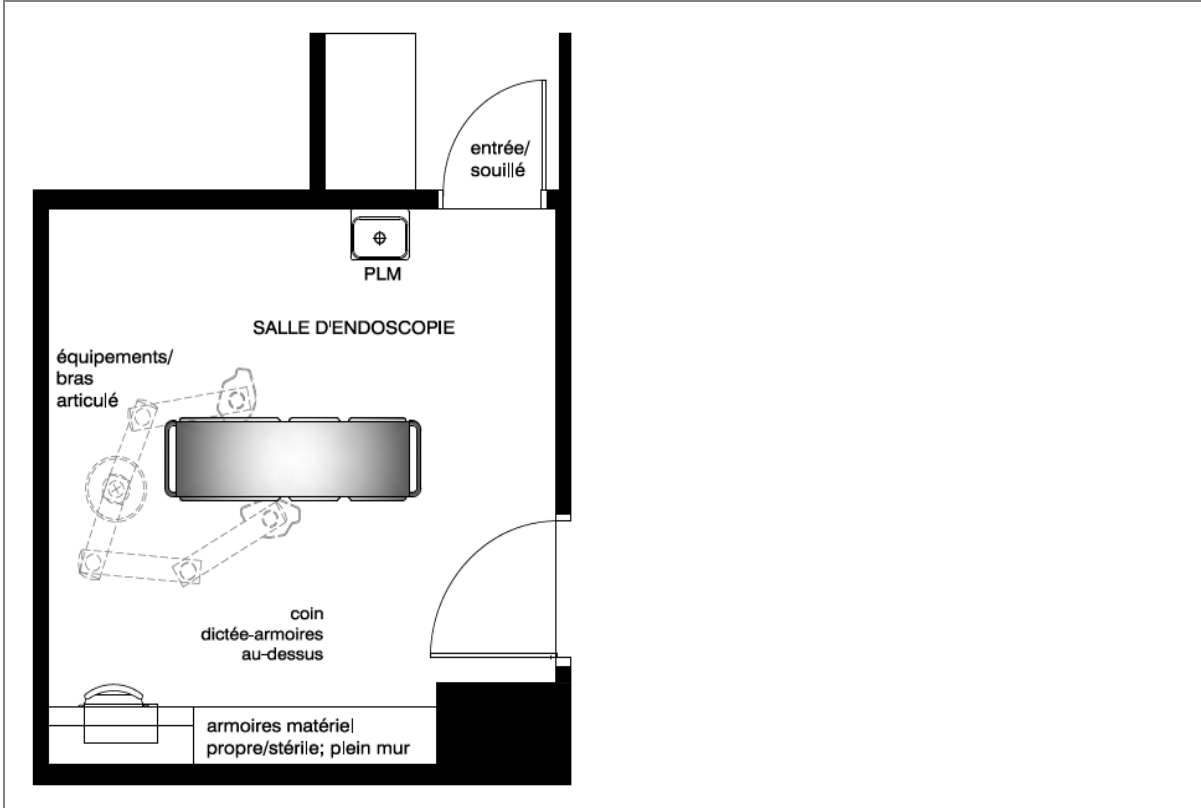 entrée/
souillé
PLM
SALLE D'ENDOSCOPIE
équipements/
bras
articulé
coin
dictée-armoires
au-dessus
armoires matériel
propre/stérile; plein mur